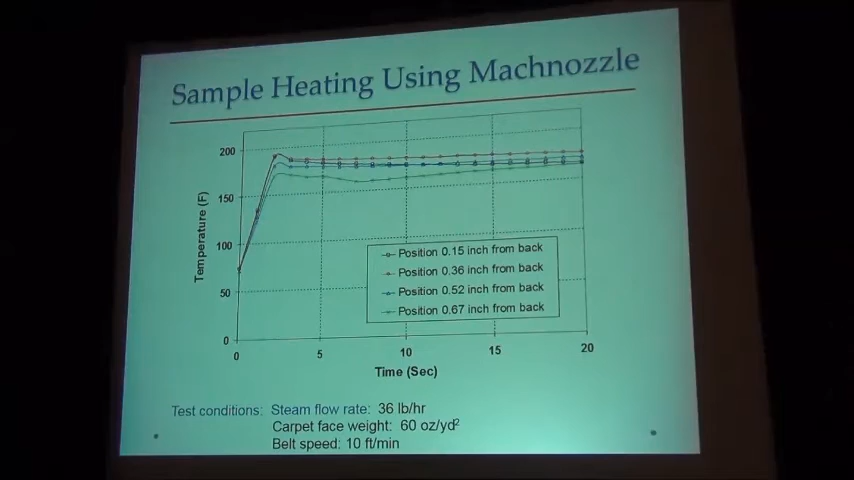 Sample Heating Using Machnozzle
200
150
100
50
0
Temperature (F)
Position 0.15 inch from back
Position 0.36 inch from back
Position 0.52 inch from back
Position 0.67 inch from back
0 5 10 15 20
Time (Sec)
Test conditions: Steam flow rate: 36 lb/hr
Carpet face weight: 60 oz/yd²
Belt speed: 10 ft/min